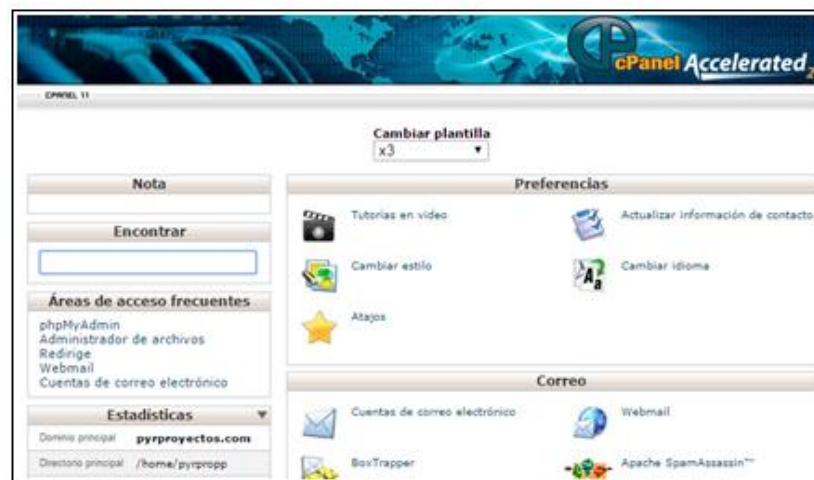 cPanel Accelerated 2
CPANEL 11
Cambiar plantilla
x3
Nota
Encontrar
Áreas de acceso frecuentes
phpMyAdmin
Administrador de archivos
Redirige
Webmail
Cuentas de correo electrónico
Estadísticas
Dominio principal pyrproyectos.com
Directorio principal /home/pyrpropp
Preferencias
Tutorías en video
Actualizar información de contacto
Cambiar estilo
Cambiar idioma
Atajos
Correo
Cuentas de correo electrónico
Webmail
BoxTrapper
Apache SpamAssassin™